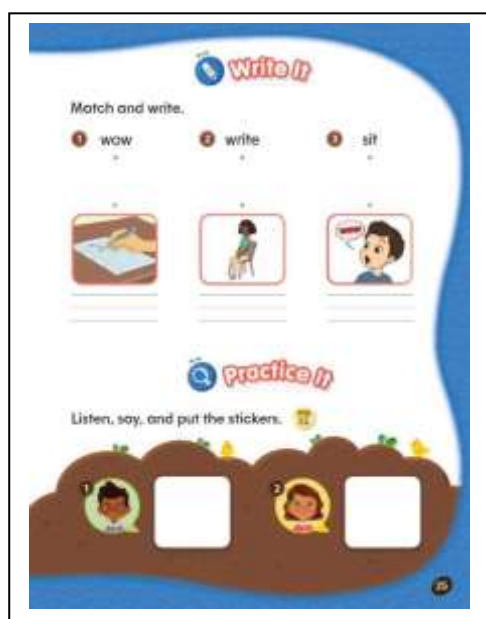 Write It
Match and write.
1 wow 2 write 3 sit
Practice It
Listen, say, and put the stickers.
1 2
25